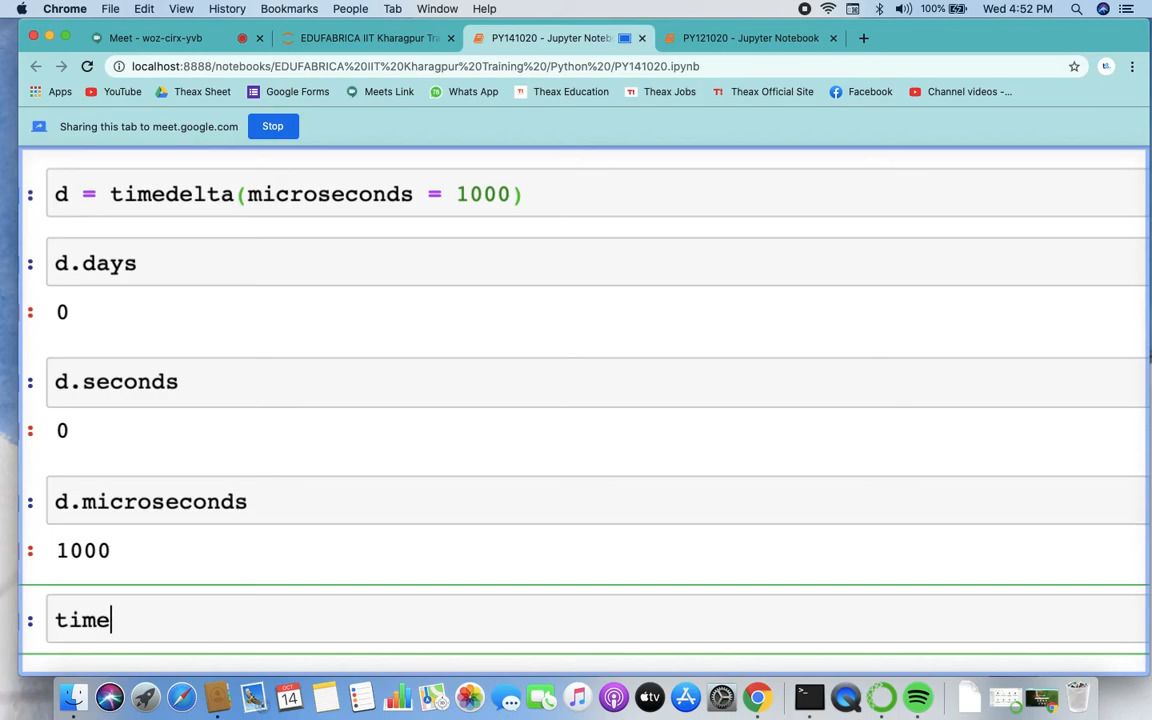 Chrome File Edit View History Bookmarks People Tab Window Help 100% Wed 4:52 PM
Meet - woz-cirx-yvb EDUFABRICA IIT Kharagpur Tra PY141020 - Jupyter Noteb PY121020 - Jupyter Notebook
localhost:8888/notebooks/EDUFABRICA%20IIT%20Kharagpur%20Training%20/Python%20/PY141020.ipynb
Apps YouTube Theax Sheet Google Forms Meets Link Whats App Theax Education Theax Jobs Theax Official Site Facebook Channel videos -...
Sharing this tab to meet.google.com Stop
: d = timedelta(microseconds = 1000)
: d.days
: 0
: d.seconds
: 0
: d.microseconds
: 1000
: time
OCT
14